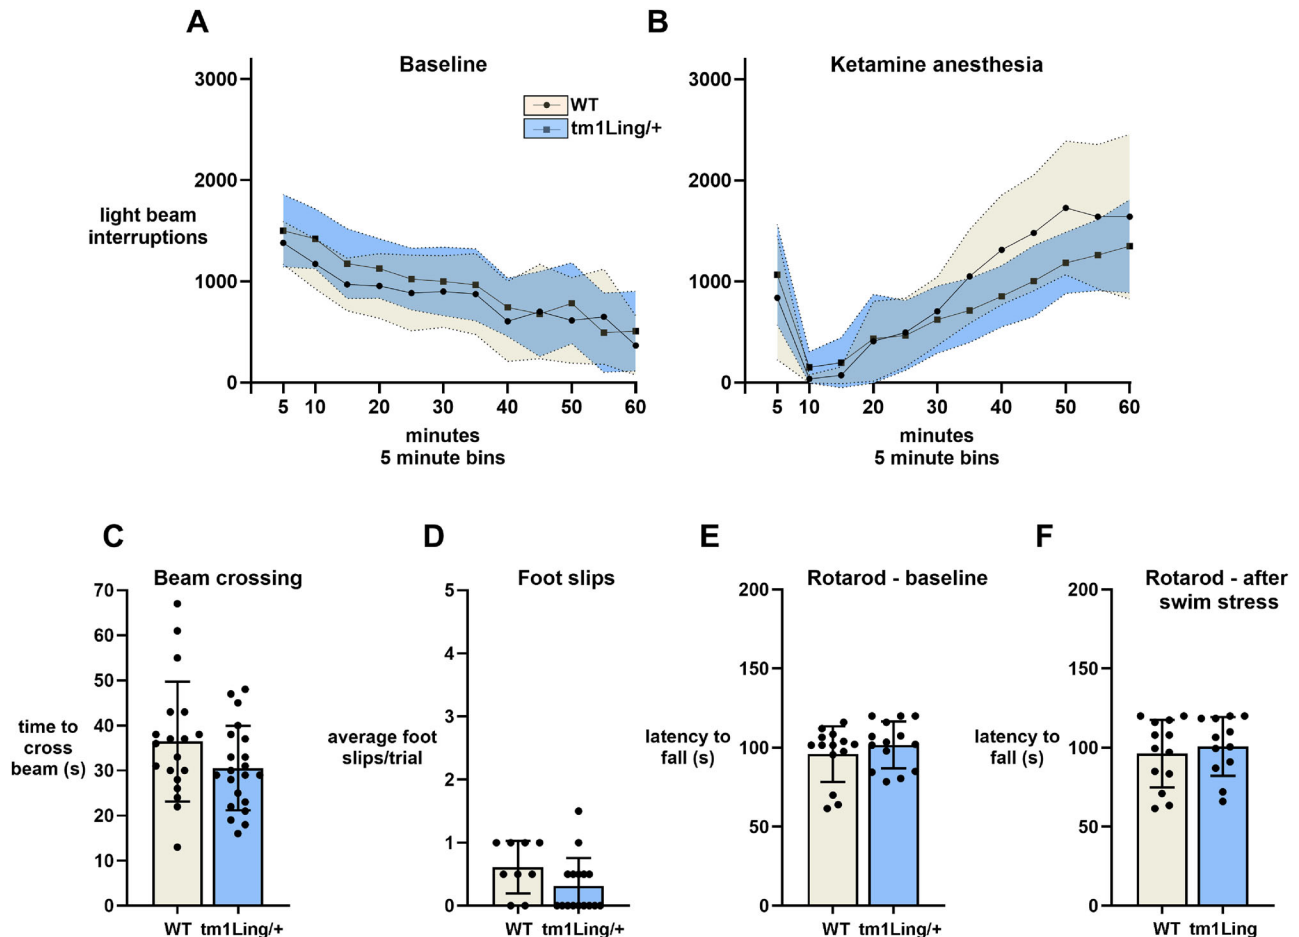 A
B
Baseline
Ketamine anesthesia
3000
2000
1000
0
light beam
interruptions
WT
tm1Ling/+
5 10 20 30 40 50 60
minutes
5 minute bins
3000
2000
1000
0
5 10 20 30 40 50 60
minutes
5 minute bins
C
Beam crossing
70
60
50
40
30
20
10
0
time to
cross
beam (s)
WT tm1Ling/+
D
Foot slips
5
4
3
2
1
0
average foot
slips/trial
WT tm1Ling/+
E
Rotarod - baseline
200
150
100
50
0
latency to
fall (s)
WT tm1Ling/+
F
Rotarod - after
swim stress
200
150
100
50
0
latency to
fall (s)
WT tm1Ling